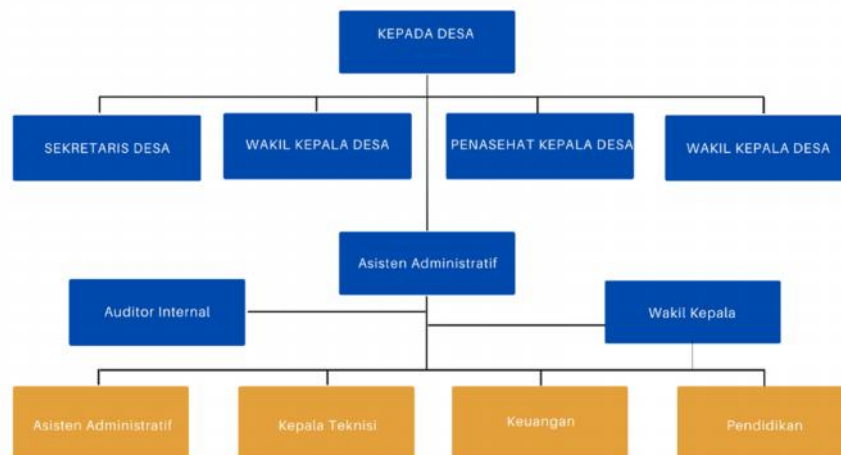 KEPADA DESA
SEKRETARIS DESA
WAKIL KEPALA DESA
PENASEHAT KEPALA DESA
WAKIL KEPALA DESA
Asisten Administratif
Auditor Internal
Wakil Kepala
Asisten Administratif
Kepala Teknisi
Keuangan
Pendidikan